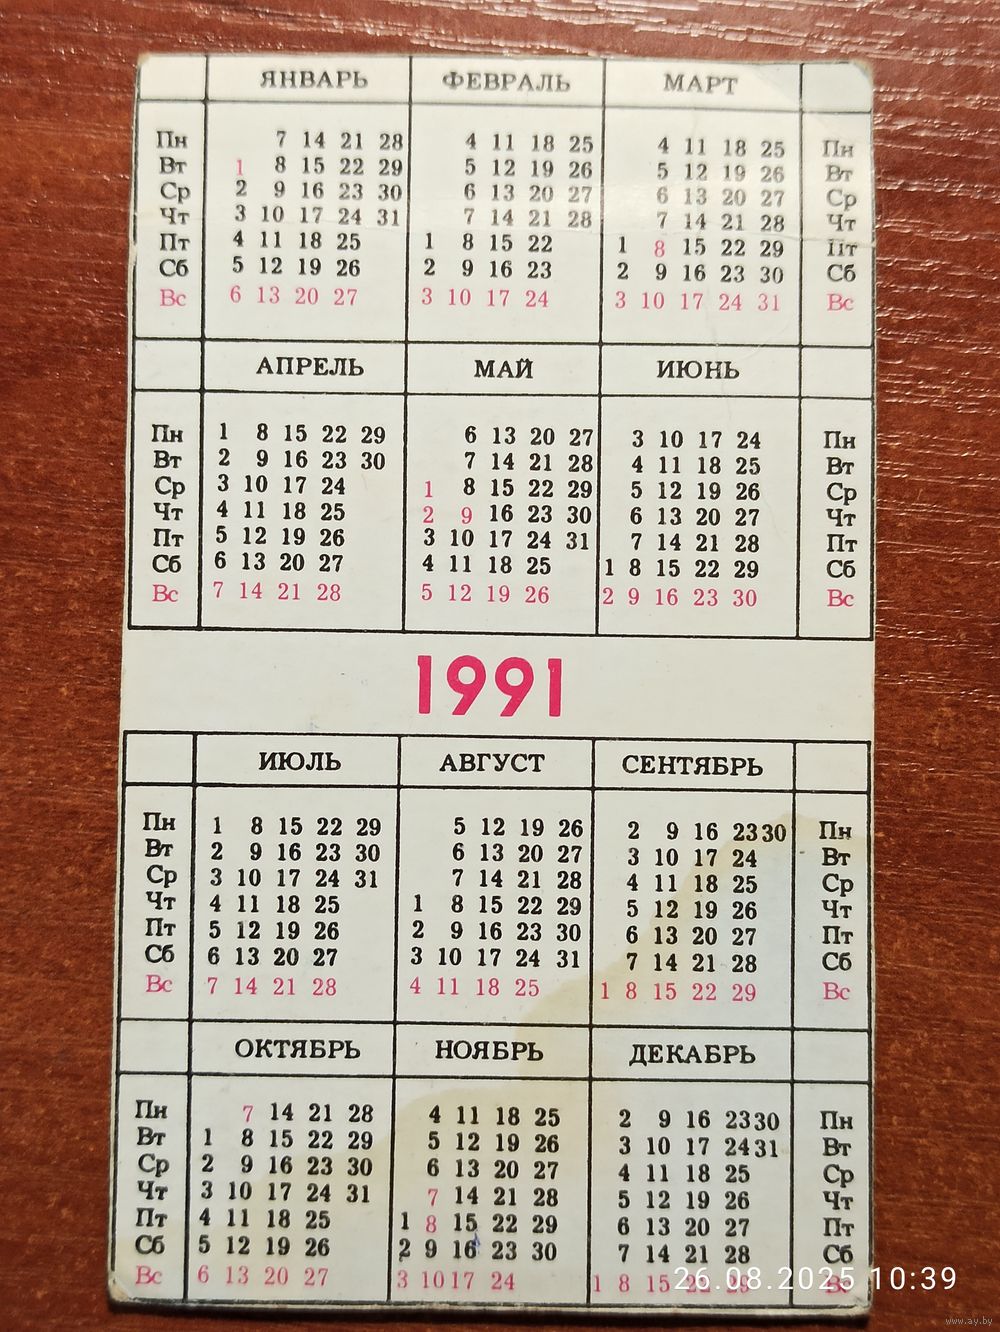 ЯНВАРЬ ФЕВРАЛЬ МАРТ
Пн 7 14 21 28 4 11 18 25 4 11 18 25 Пн
Вт 1 8 15 22 29 5 12 19 26 5 12 19 26 Вт
Ср 2 9 16 23 30 6 13 20 27 6 13 20 27 Ср
Чт 3 10 17 24 31 7 14 21 28 7 14 21 28 Чт
Пт 4 11 18 25 1 8 15 22 1 8 15 22 29 Пт
Сб 5 12 19 26 2 9 16 23 2 9 16 23 30 Сб
Вс 6 13 20 27 3 10 17 24 3 10 17 24 31 Вс
АПРЕЛЬ МАЙ ИЮНЬ
Пн 1 8 15 22 29 6 13 20 27 3 10 17 24 Пн
Вт 2 9 16 23 30 7 14 21 28 4 11 18 25 Вт
Ср 3 10 17 24 1 8 15 22 29 5 12 19 26 Ср
Чт 4 11 18 25 2 9 16 23 30 6 13 20 27 Чт
Пт 5 12 19 26 3 10 17 24 31 7 14 21 28 Пт
Сб 6 13 20 27 4 11 18 25 1 8 15 22 29 Сб
Вс 7 14 21 28 5 12 19 26 2 9 16 23 30 Вс
1991
ИЮЛЬ АВГУСТ СЕНТЯБРЬ
Пн 1 8 15 22 29 5 12 19 26 2 9 16 23 30 Пн
Вт 2 9 16 23 30 6 13 20 27 3 10 17 24 Вт
Ср 3 10 17 24 31 7 14 21 28 4 11 18 25 Ср
Чт 4 11 18 25 1 8 15 22 29 5 12 19 26 Чт
Пт 5 12 19 26 2 9 16 23 30 6 13 20 27 Пт
Сб 6 13 20 27 3 10 17 24 31 7 14 21 28 Сб
Вс 7 14 21 28 4 11 18 25 1 8 15 22 29 Вс
ОКТЯБРЬ НОЯБРЬ ДЕКАБРЬ
Пн 7 14 21 28 4 11 18 25 2 9 16 23 30 Пн
Вт 1 8 15 22 29 5 12 19 26 3 10 17 24 31 Вт
Ср 2 9 16 23 30 6 13 20 27 4 11 18 25 Ср
Чт 3 10 17 24 31 7 14 21 28 5 12 19 26 Чт
Пт 4 11 18 25 1 8 15 22 29 6 13 20 27 Пт
Сб 5 12 19 26 2 9 16 23 30 7 14 21 28 Сб
Вс 6 13 20 27 3 10 17 24 1 8 15 22 29 Вс
26.08.2025 10:39
www.ay.by